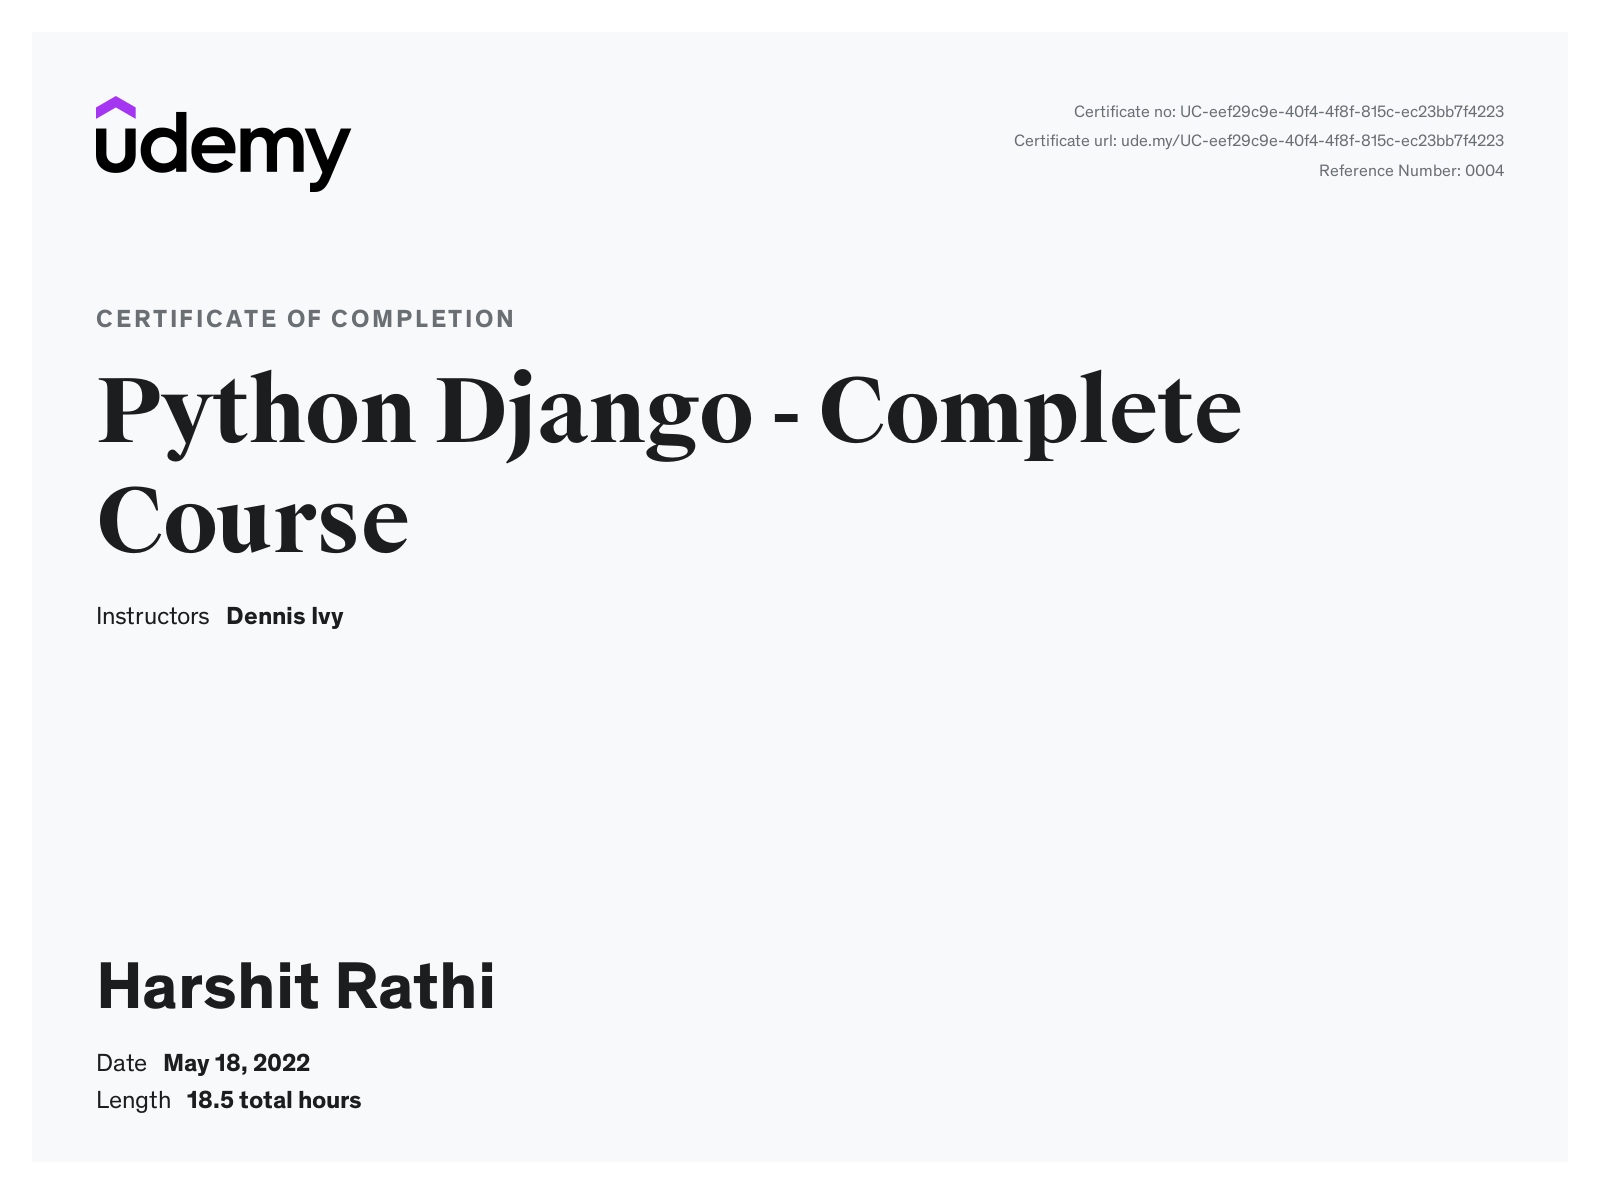 udemy
Certificate no: UC-eef29c9e-40f4-4f8f-815c-ec23bb7f4223
Certificate url: ude.my/UC-eef29c9e-40f4-4f8f-815c-ec23bb7f4223
Reference Number: 0004
CERTIFICATE OF COMPLETION
Python Django - Complete
Course
Instructors Dennis Ivy
Harshit Rathi
Date May 18, 2022
Length 18.5 total hours